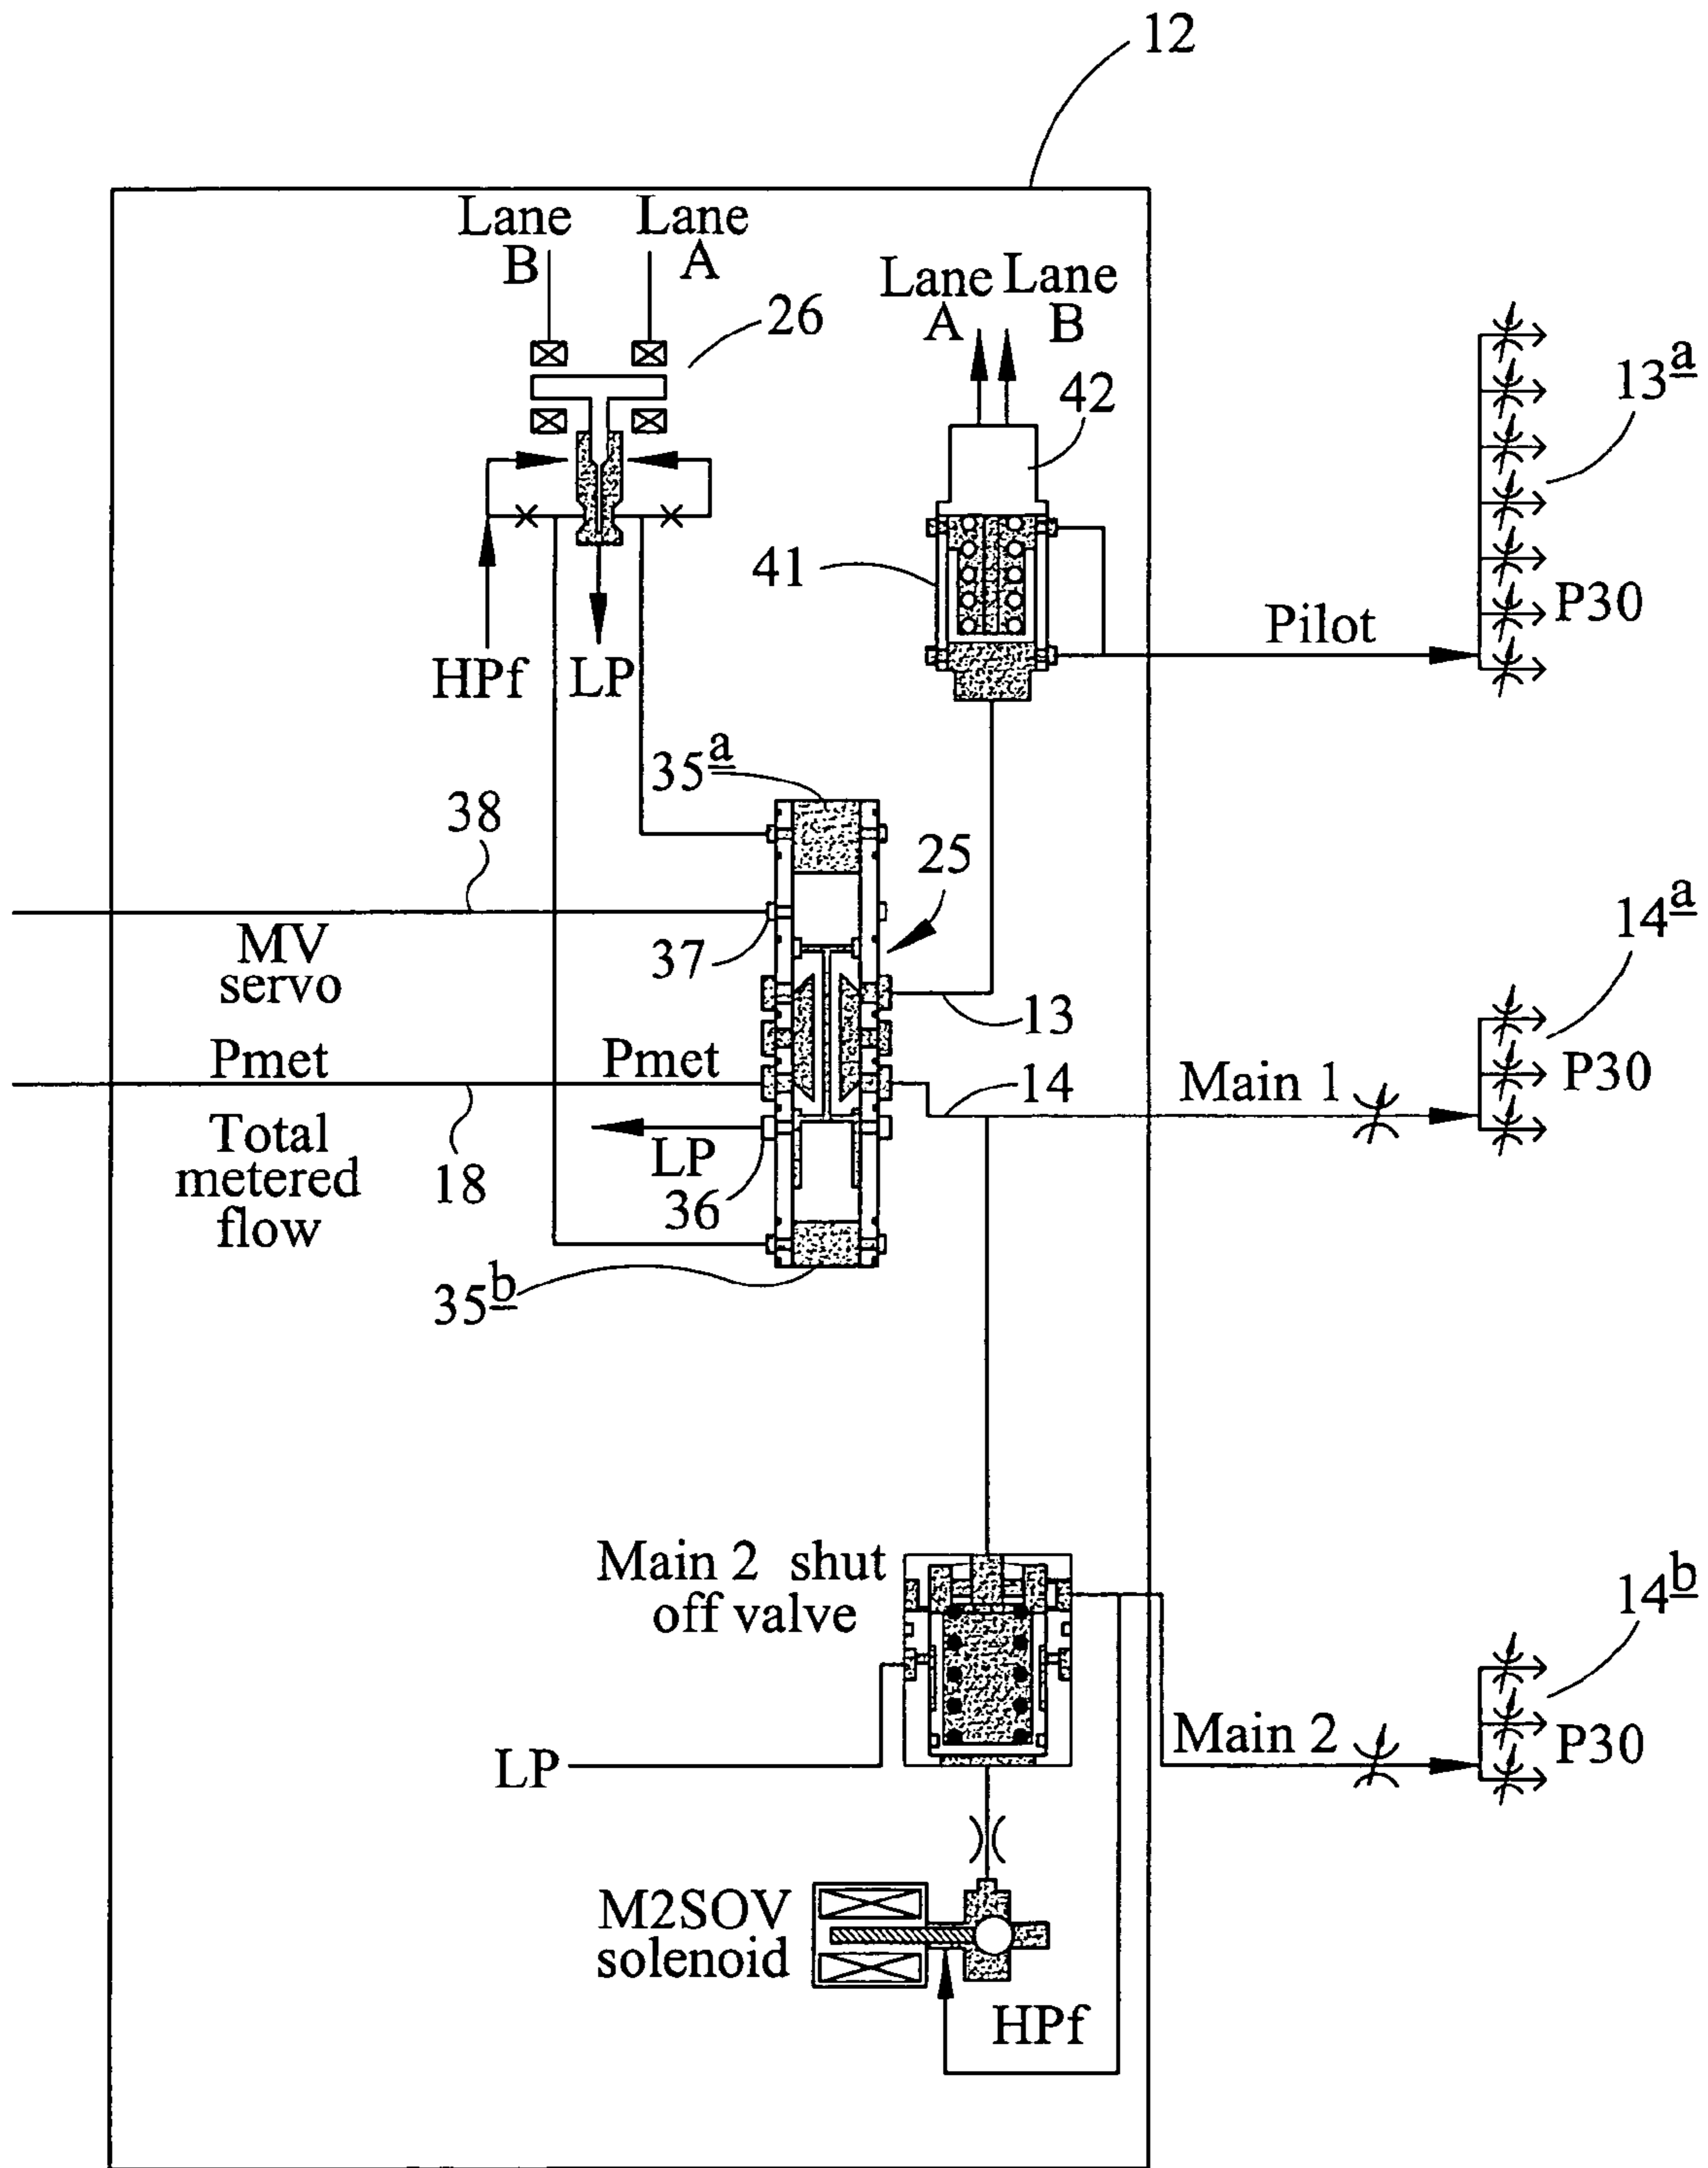 12
Lane
B
Lane
A
26
Lane
A
Lane
B
42
13a
41
P30
Pilot
HPf
LP
35a
38
25
14a
MV
servo
37
13
Pmet
Pmet
14
Main 1
P30
Total
metered
flow
18
LP
36
35b
Main 2 shut
off valve
14b
Main 2
P30
LP
M2SOV
solenoid
HPf